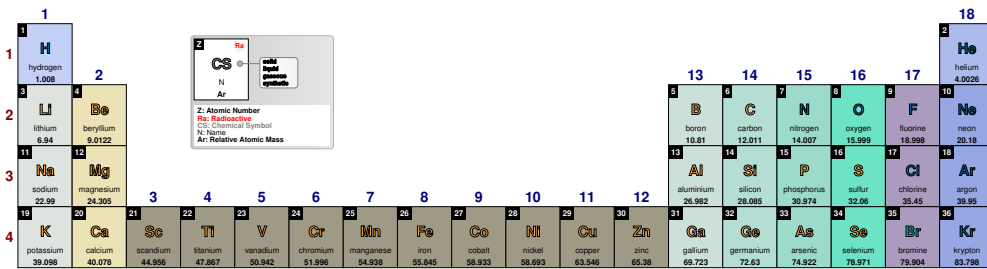 1 18
1 2
H He
hydrogen helium
1.008 4.0026
1
2 13 14 15 16 17
3 4 5 6 7 8 9 10
Li Be B C N O F Ne
lithium beryllium boron carbon nitrogen oxygen fluorine neon
6.94 9.0122 10.81 12.011 14.007 15.999 18.998 20.18
2
11 12 13 14 15 16 17 18
Na Mg Al Si P S Cl Ar
sodium magnesium aluminium silicon phosphorus sulfur chlorine argon
22.99 24.305 26.982 28.085 30.974 32.06 35.45 39.95
3
3 4 5 6 7 8 9 10 11 12
19 20 21 22 23 24 25 26 27 28 29 30 31 32 33 34 35 36
K Ca Sc Ti V Cr Mn Fe Co Ni Cu Zn Ga Ge As Se Br Kr
potassium calcium scandium titanium vanadium chromium manganese iron cobalt nickel copper zinc gallium germanium arsenic selenium bromine krypton
39.098 40.078 44.956 47.867 50.942 51.996 54.938 55.845 58.933 58.693 63.546 65.38 69.723 72.63 74.922 78.971 79.904 83.798
4
Z Ra
CS
N
Ar
solid
liquid
gaseous
synthetic
Z: Atomic Number
Ra: Radioactive
CS: Chemical Symbol
N: Name
Ar: Relative Atomic Mass